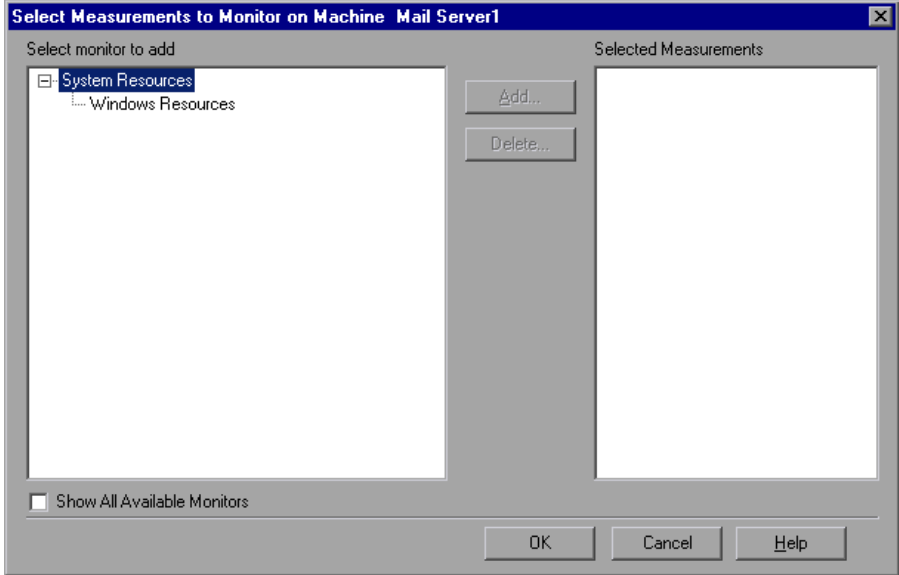 Select Measurements to Monitor on Machine  Mail Server1
Select monitor to add
Selected Measurements
System Resources
Windows Resources
Add...
Delete...
Show All Available Monitors
OK
Cancel
Help